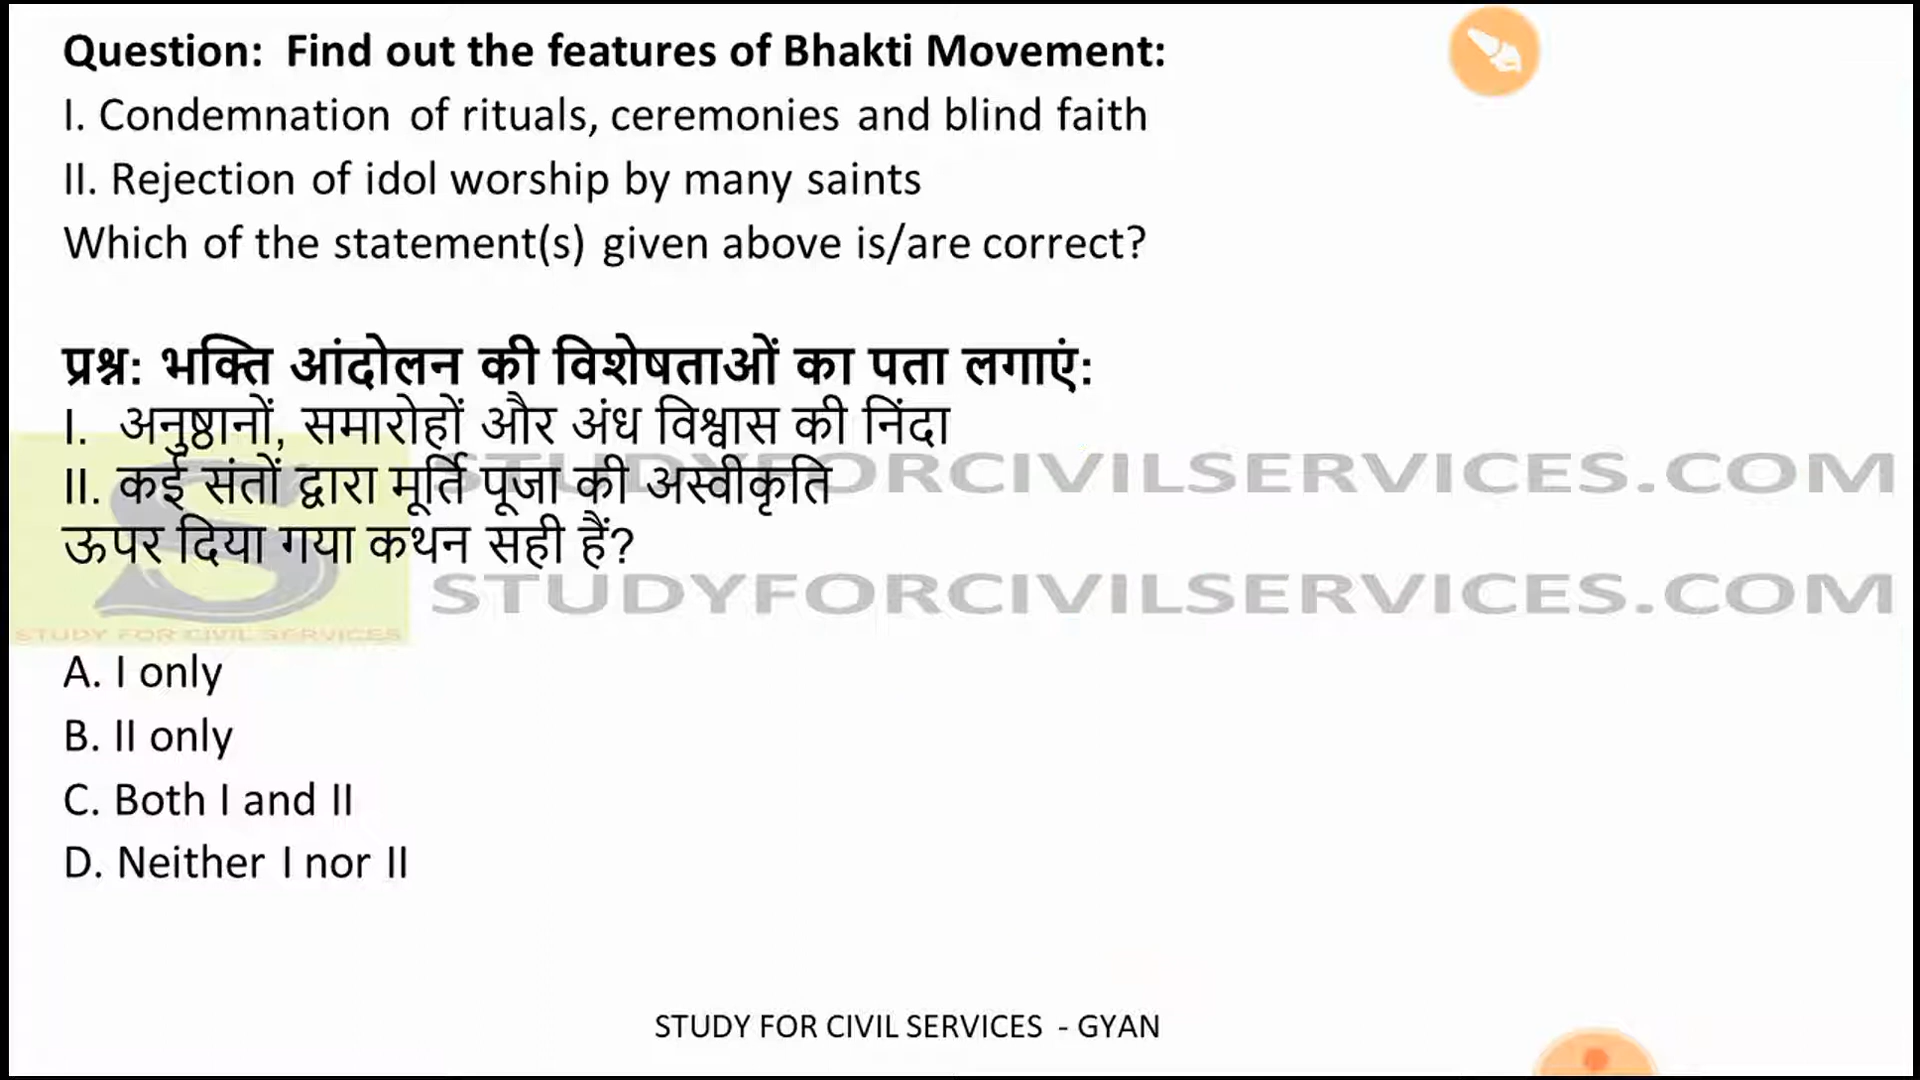 Question: Find out the features of Bhakti Movement:
I. Condemnation of rituals, ceremonies and blind faith
II. Rejection of idol worship by many saints
Which of the statement(s) given above is/are correct?
प्रश्न: भक्ति आंदोलन की विशेषताओं का पता लगाएं:
I. अनुष्ठानों, समारोहों और अंध विश्वास की निंदा
II. कई संतों द्वारा मूर्ति पूजा की अस्वीकृति
STUDYFORCIVILSERVICES.COM
ऊपर दिया गया कथन सही हैं?
STUDYFORCIVILSERVICES.COM
STUDY FOR CIVIL SERVICES
A. I only
B. II only
C. Both I and II
D. Neither I nor II
STUDY FOR CIVIL SERVICES - GYAN